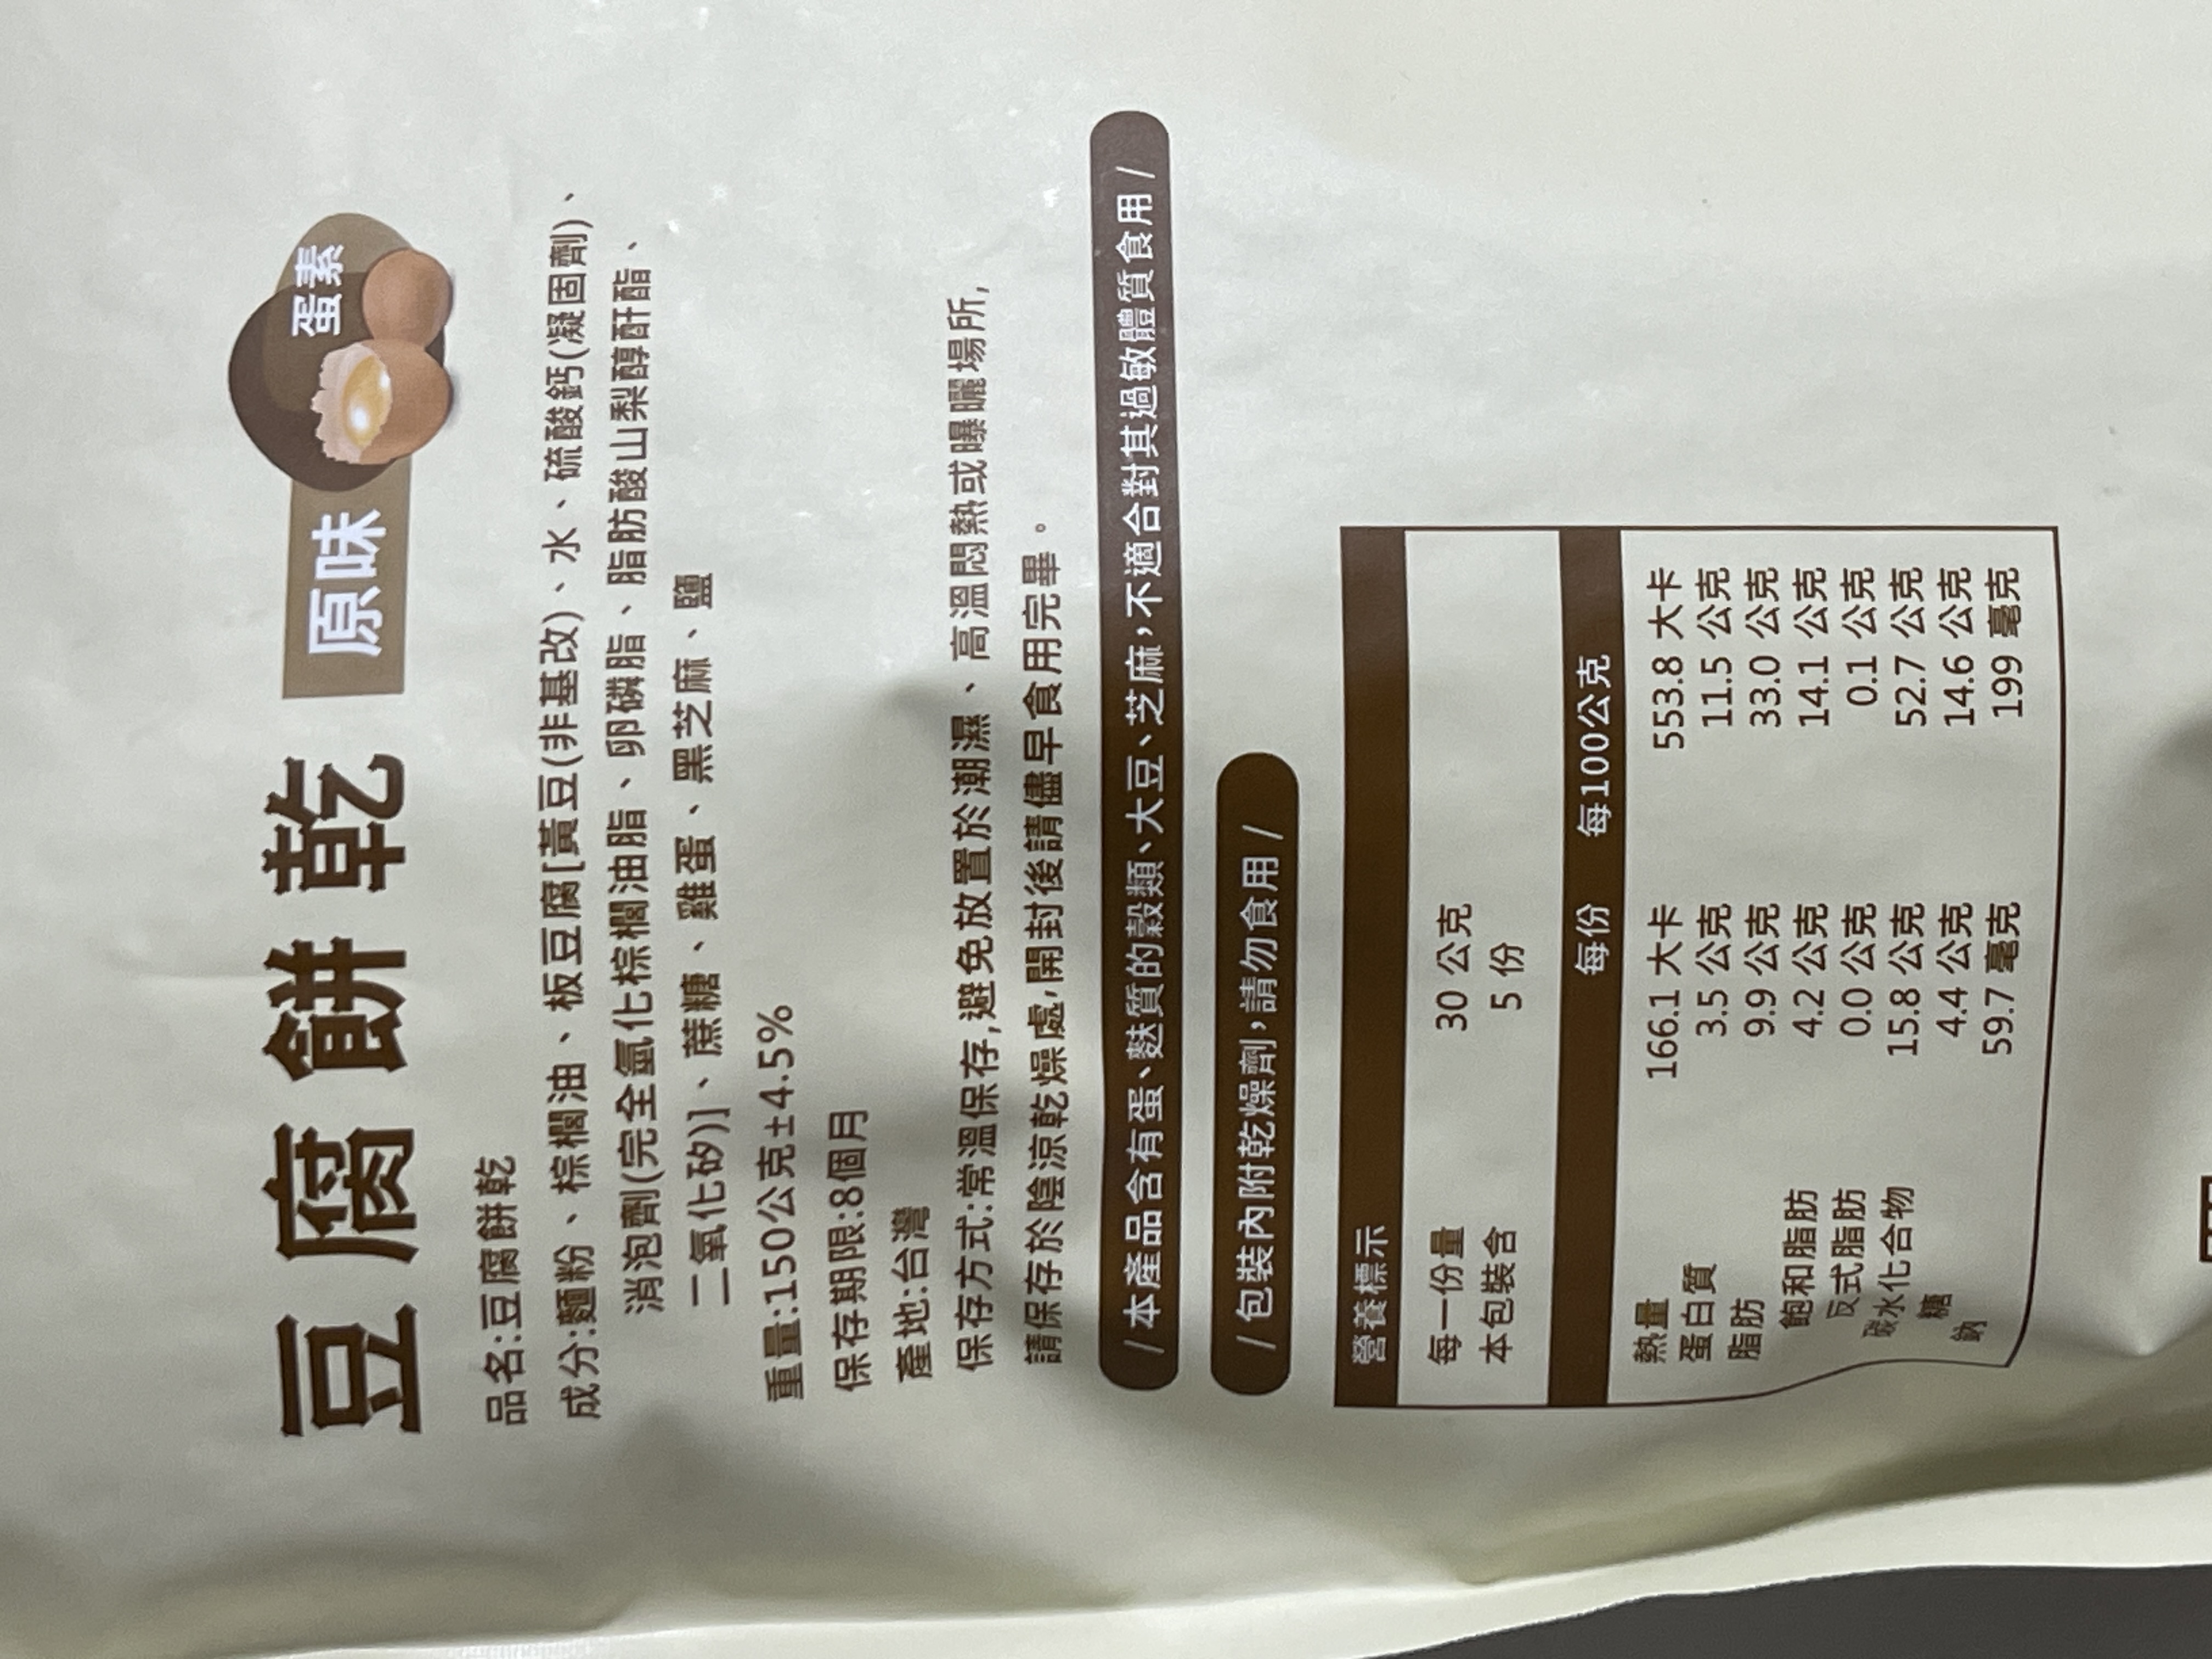 豆腐餅乾 原味 蛋素
品名:豆腐餅乾
成分:麵粉、棕櫚油、板豆腐[黃豆(非基改)、水、硫酸鈣(凝固劑)、
消泡劑(完全氫化棕櫚油脂、卵磷脂、脂肪酸山梨醇酐酯、
二氧化矽)]、蔗糖、雞蛋、黑芝麻、鹽
重量:150公克±4.5%
保存期限:8個月
產地:台灣
保存方式:常溫保存,避免放置於潮濕、高溫悶熱或曝曬場所,
請保存於陰涼乾燥處,開封後請儘早食用完畢。
/ 本產品含有蛋、麩質的穀類、大豆、芝麻,不適合對其過敏體質食用 /
/ 包裝內附乾燥劑,請勿食用 /
營養標示
每一份量 30 公克
本包裝含 5 份
每份 每100公克
熱量 166.1 大卡 553.8 大卡
蛋白質 3.5 公克 11.5 公克
脂肪 9.9 公克 33.0 公克
飽和脂肪 4.2 公克 14.1 公克
反式脂肪 0.0 公克 0.1 公克
碳水化合物 15.8 公克 52.7 公克
糖 4.4 公克 14.6 公克
鈉 59.7 毫克 199 毫克